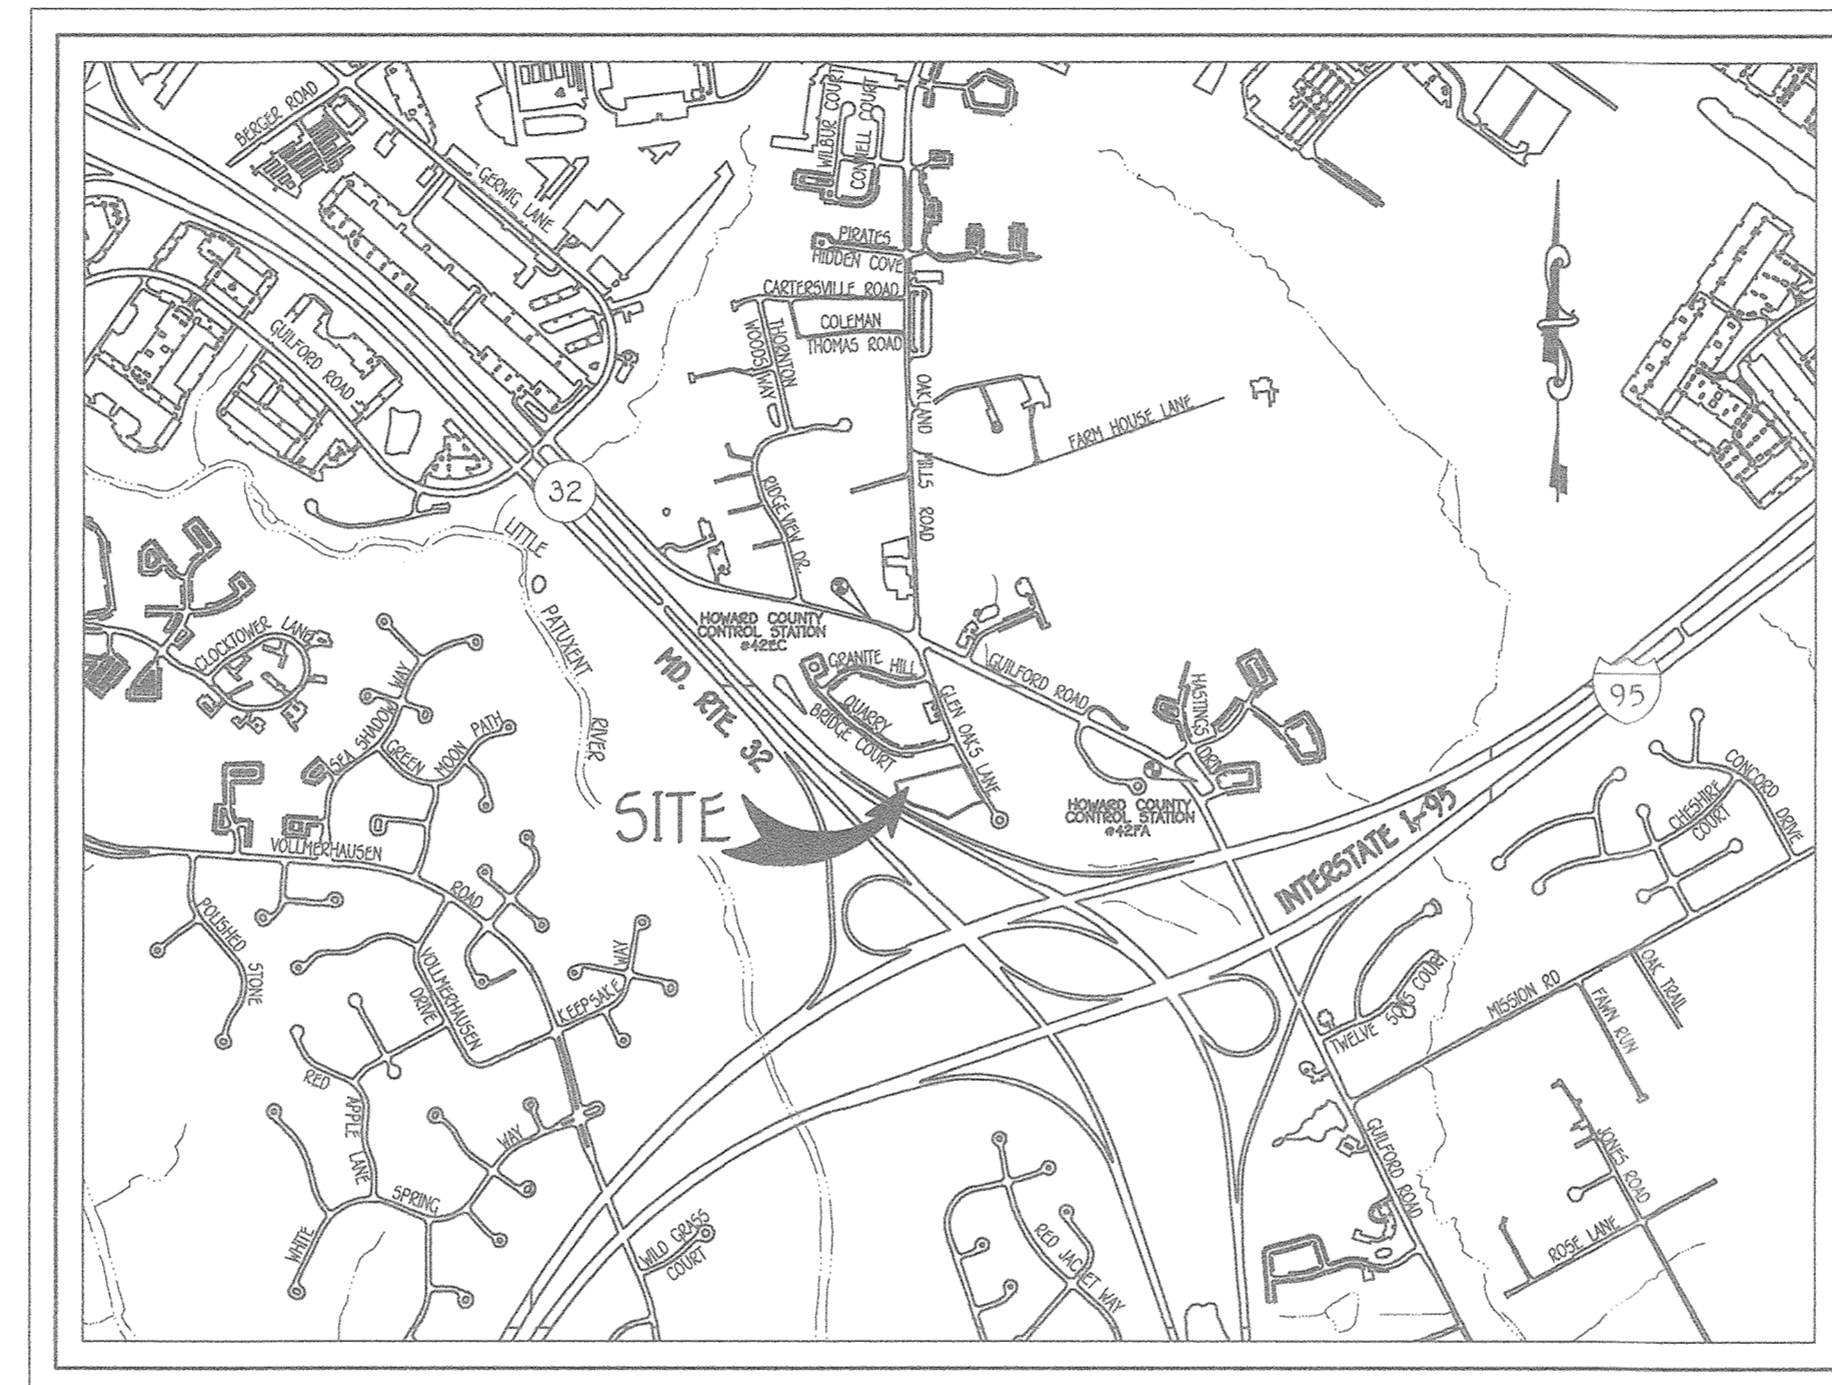 BERGER ROAD
GERWIG LANE
WILBUR COURT
CONNELL COURT
PIRATES
HIDDEN COVE
CARTERSVILLE ROAD
COLEMAN
THOMAS ROAD
THORNTON
WOODS WAY
GUILFORD ROAD
OAKLAND MILLS ROAD
FARM HOUSE LANE
32
RIDGEVIEW DR.
LITTLE
PATUXENT
RIVER
HOWARD COUNTY
CONTROL STATION
#42EC
CLOCKTOWER LANE
MD. RTE. 32
GRANITE HILL
QUARRY
BRIDGE COURT
GLEN OAKS LANE
GUILFORD ROAD
HASTINGS DRIVE
95
SEA SHADOW WAY
GREEN MOON PATH
SITE
HOWARD COUNTY
CONTROL STATION
#42FA
INTERSTATE I-95
CONCORD DRIVE
CHESHIRE
COURT
VOLLMERHAUSEN
ROAD
POLISHED
STONE
VOLLMERHAUSEN
DRIVE
KEEPSAKE WAY
TWELVE SONS COURT
MISSION RD
OAK TRAIL
FAWN RUN
RED
APPLE LANE
WAY
SPRING
WHITE
WILD GRASS
COURT
RED JACKET WAY
GUILFORD ROAD
JONES ROAD
ROSE LANE